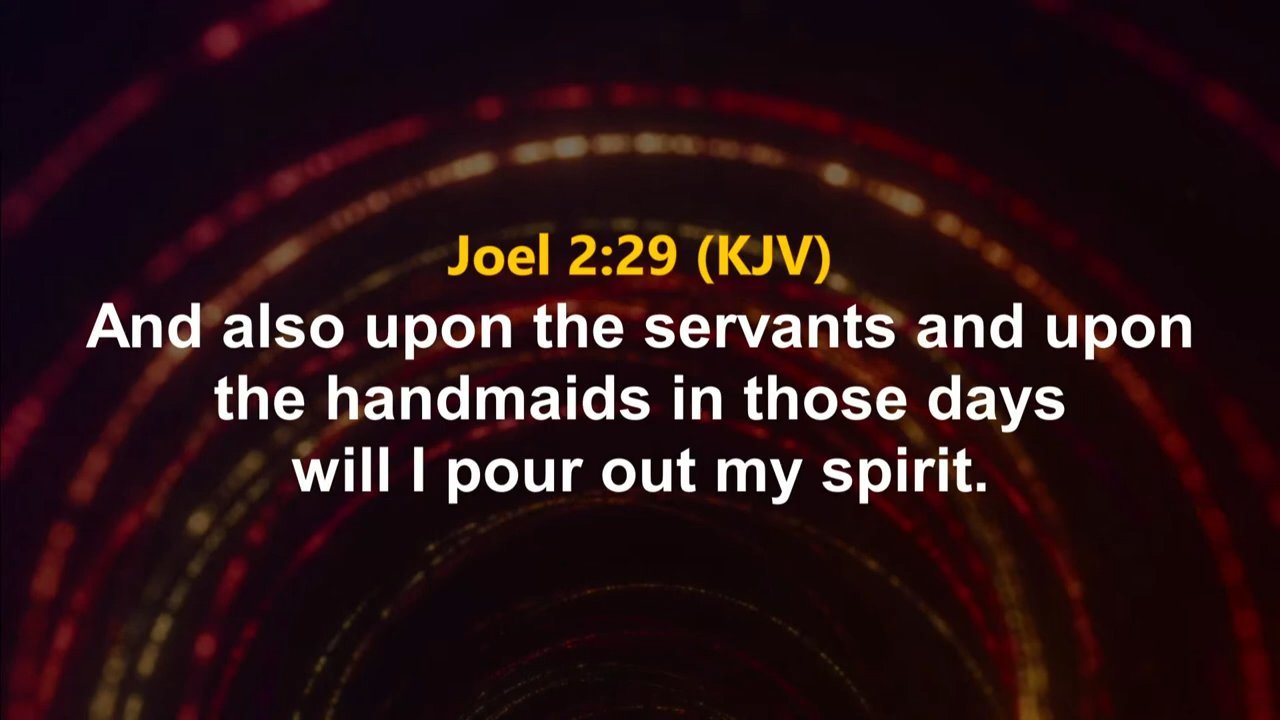 Joel 2:29 (KJV)
And also upon the servants and upon
the handmaids in those days
will I pour out my spirit.